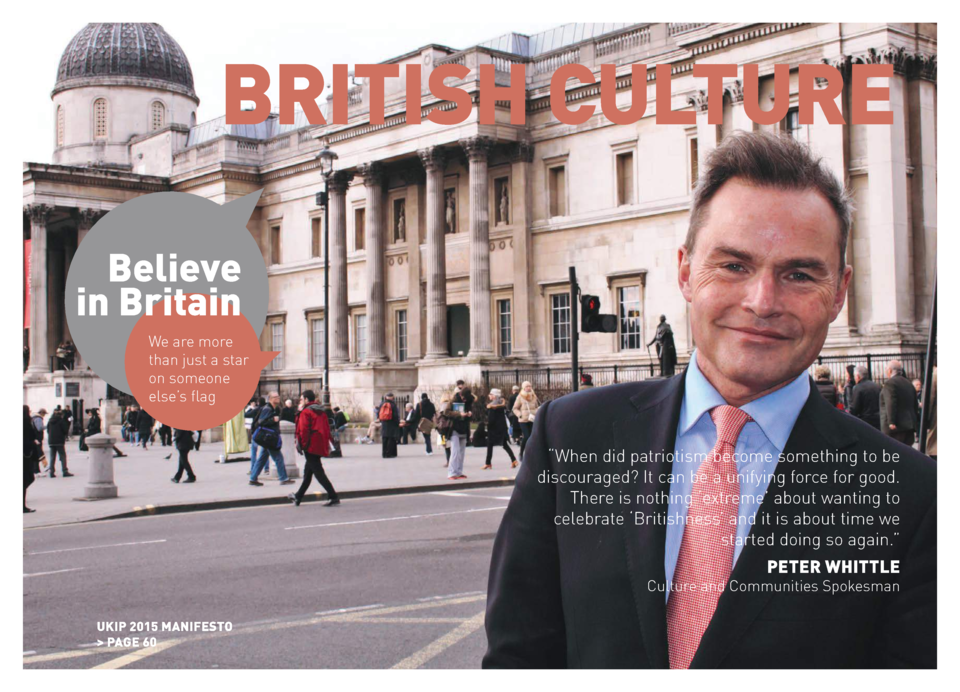 BRITISH CULTURE
Believe
in Britain
We are more
than just a star
on someone
else's flag
“When did patriotism become something to be
discouraged? It can be a unifying force for good.
There is nothing ‘extreme’ about wanting to
celebrate ‘Britishness’ and it is about time we
started doing so again.”
PETER WHITTLE
Culture and Communities Spokesman
UKIP 2015 MANIFESTO
> PAGE 60